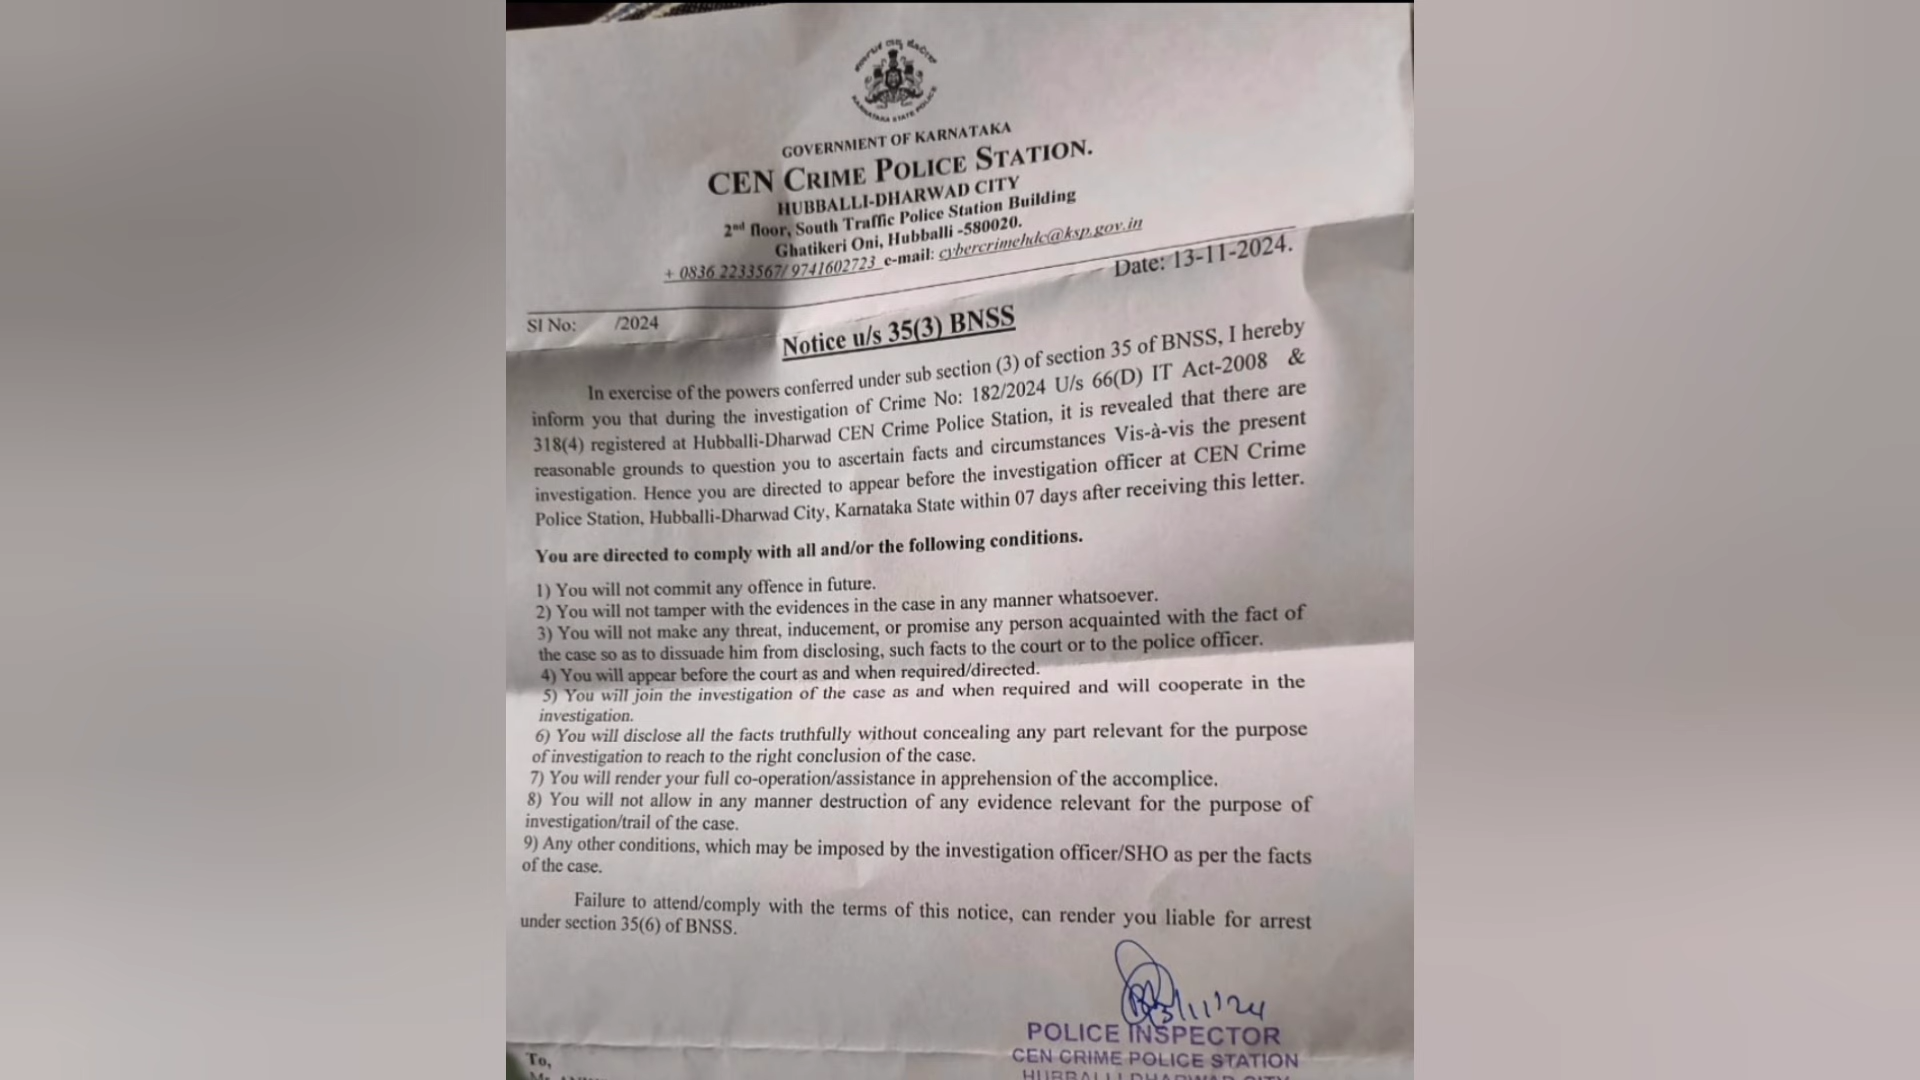 KARNATAKA STATE POLICE
GOVERNMENT OF KARNATAKA
CEN CRIME POLICE STATION.
HUBBALLI-DHARWAD CITY
2nd floor, South Traffic Police Station Building
Ghatikeri Oni, Hubballi -580020.
+ 0836 2233567/ 9741602723 e-mail: cybercrimehdc@ksp.gov.in
Date: 13-11-2024.
Sl No: /2024
Notice u/s 35(3) BNSS
In exercise of the powers conferred under sub section (3) of section 35 of BNSS, I hereby
inform you that during the investigation of Crime No: 182/2024 U/s 66(D) IT Act-2008 &
318(4) registered at Hubballi-Dharwad CEN Crime Police Station, it is revealed that there are
reasonable grounds to question you to ascertain facts and circumstances Vis-à-vis the present
investigation. Hence you are directed to appear before the investigation officer at CEN Crime
Police Station, Hubballi-Dharwad City, Karnataka State within 07 days after receiving this letter.
You are directed to comply with all and/or the following conditions.
1) You will not commit any offence in future.
2) You will not tamper with the evidences in the case in any manner whatsoever.
3) You will not make any threat, inducement, or promise any person acquainted with the fact of
the case so as to dissuade him from disclosing, such facts to the court or to the police officer.
4) You will appear before the court as and when required/directed.
5) You will join the investigation of the case as and when required and will cooperate in the
investigation.
6) You will disclose all the facts truthfully without concealing any part relevant for the purpose
of investigation to reach to the right conclusion of the case.
7) You will render your full co-operation/assistance in apprehension of the accomplice.
8) You will not allow in any manner destruction of any evidence relevant for the purpose of
investigation/trail of the case.
9) Any other conditions, which may be imposed by the investigation officer/SHO as per the facts
of the case.
Failure to attend/comply with the terms of this notice, can render you liable for arrest
under section 35(6) of BNSS.
13/11/24
POLICE INSPECTOR
CEN CRIME POLICE STATION
HUBBALLI DHARWAD CITY
To,